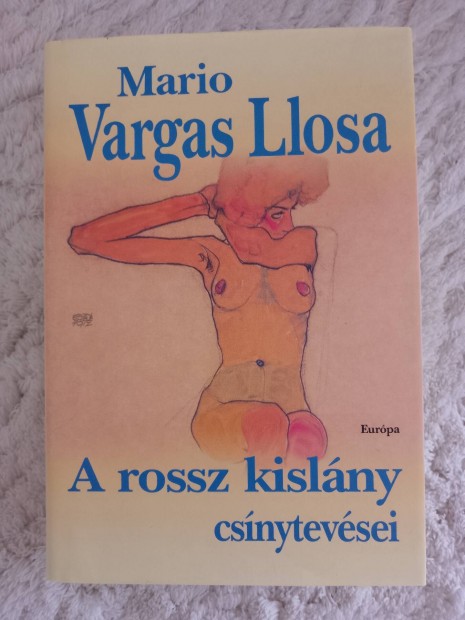 Mario
Vargas Llosa
Európa
A rossz kislány
csínytevései